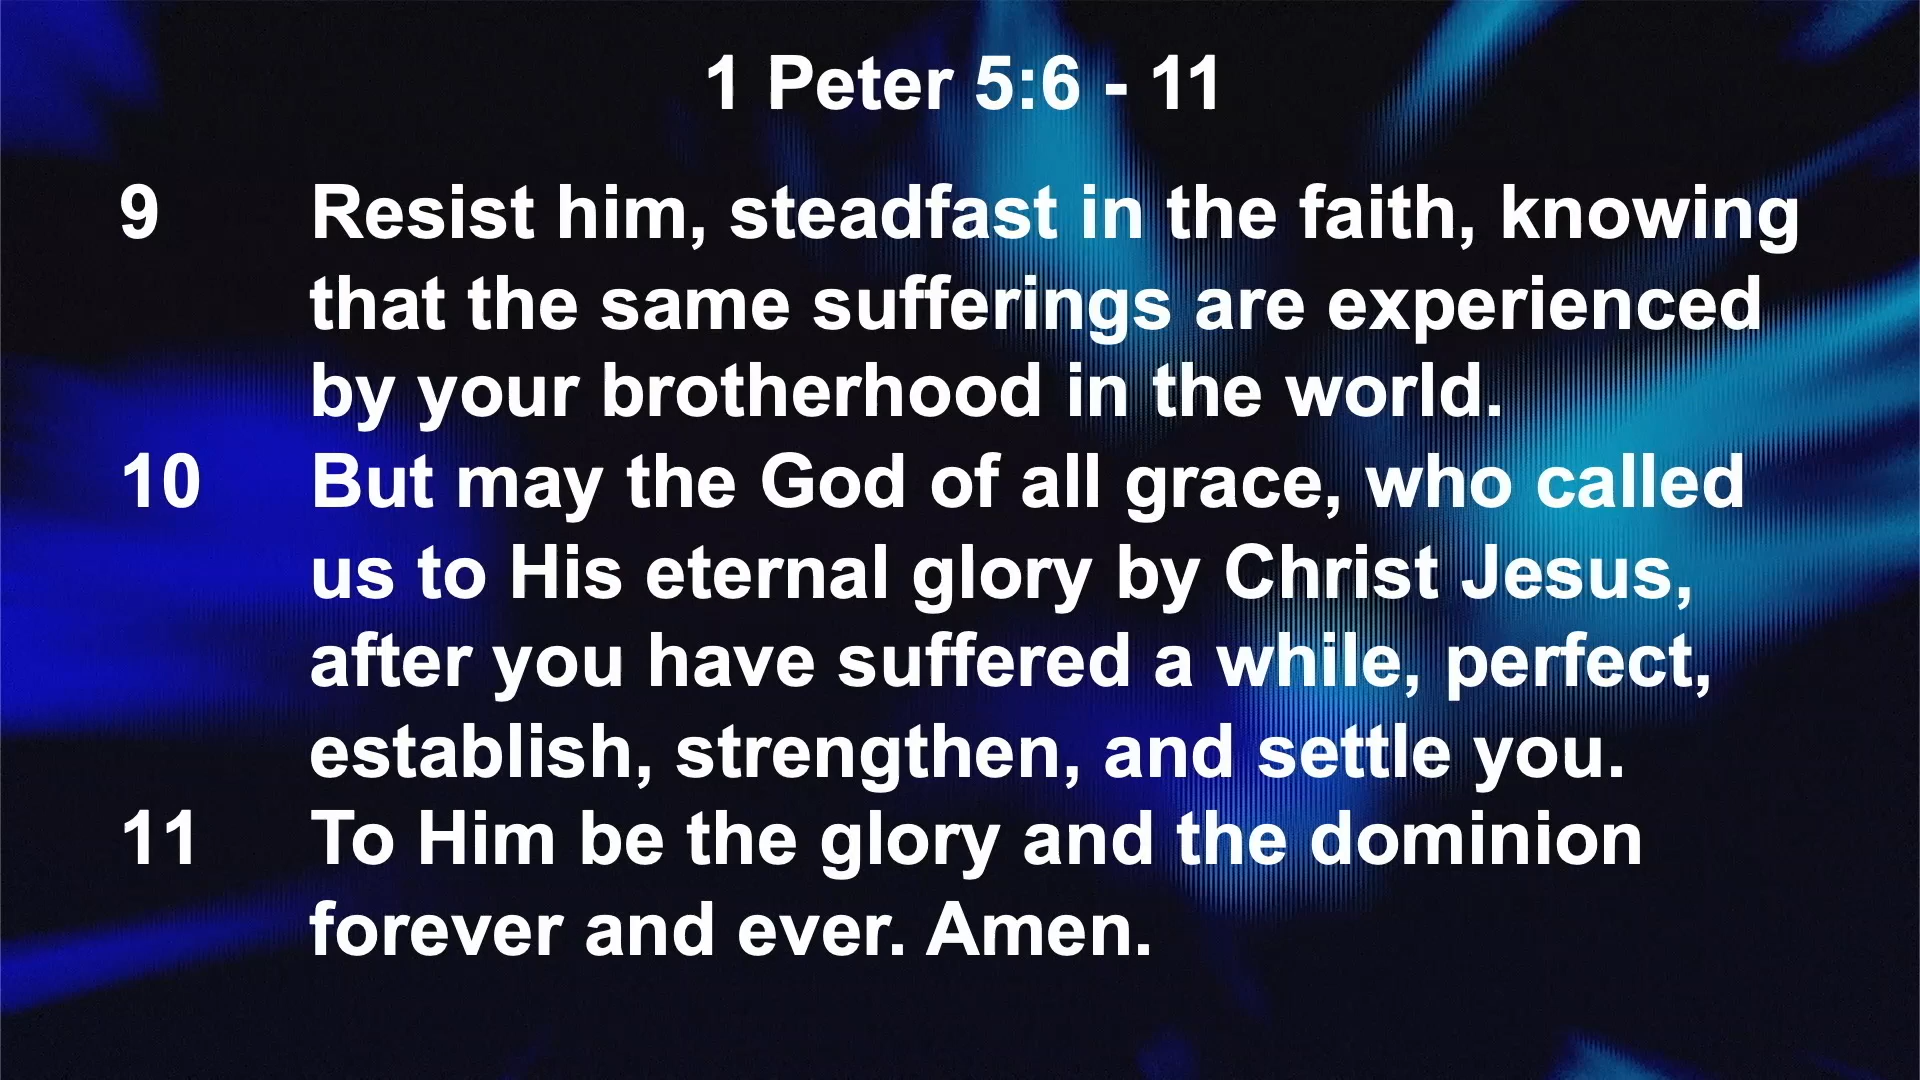 1 Peter 5:6 - 11
9 Resist him, steadfast in the faith, knowing
that the same sufferings are experienced
by your brotherhood in the world.
10 But may the God of all grace, who called
us to His eternal glory by Christ Jesus,
after you have suffered a while, perfect,
establish, strengthen, and settle you.
11 To Him be the glory and the dominion
forever and ever. Amen.